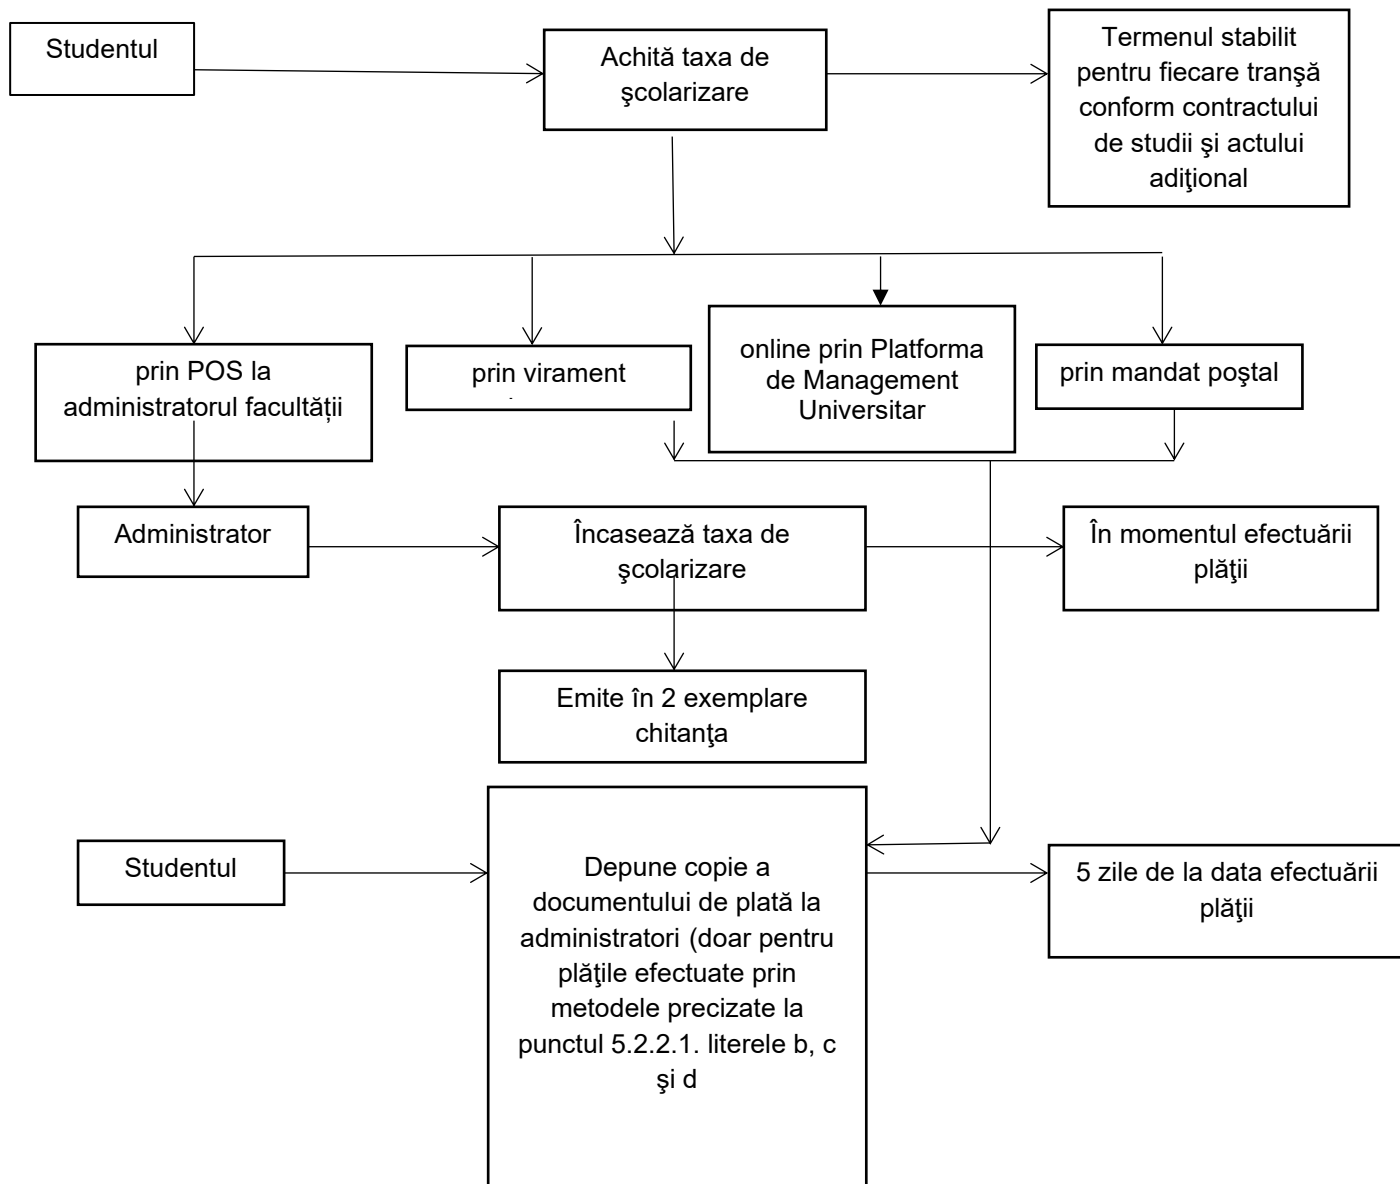 Studentul
Achită taxa de
şcolarizare
Termenul stabilit
pentru fiecare tranşă
conform contractului
de studii şi actului
adiţional
prin POS la
administratorul facultății
prin virament
online prin Platforma
de Management
Universitar
prin mandat poştal
Administrator
Încasează taxa de
şcolarizare
În momentul efectuării
plăţii
Emite în 2 exemplare
chitanţa
Studentul
Depune copie a
documentului de plată la
administratori (doar pentru
plăţile efectuate prin
metodele precizate la
punctul 5.2.2.1. literele b, c
şi d
5 zile de la data efectuării
plăţii